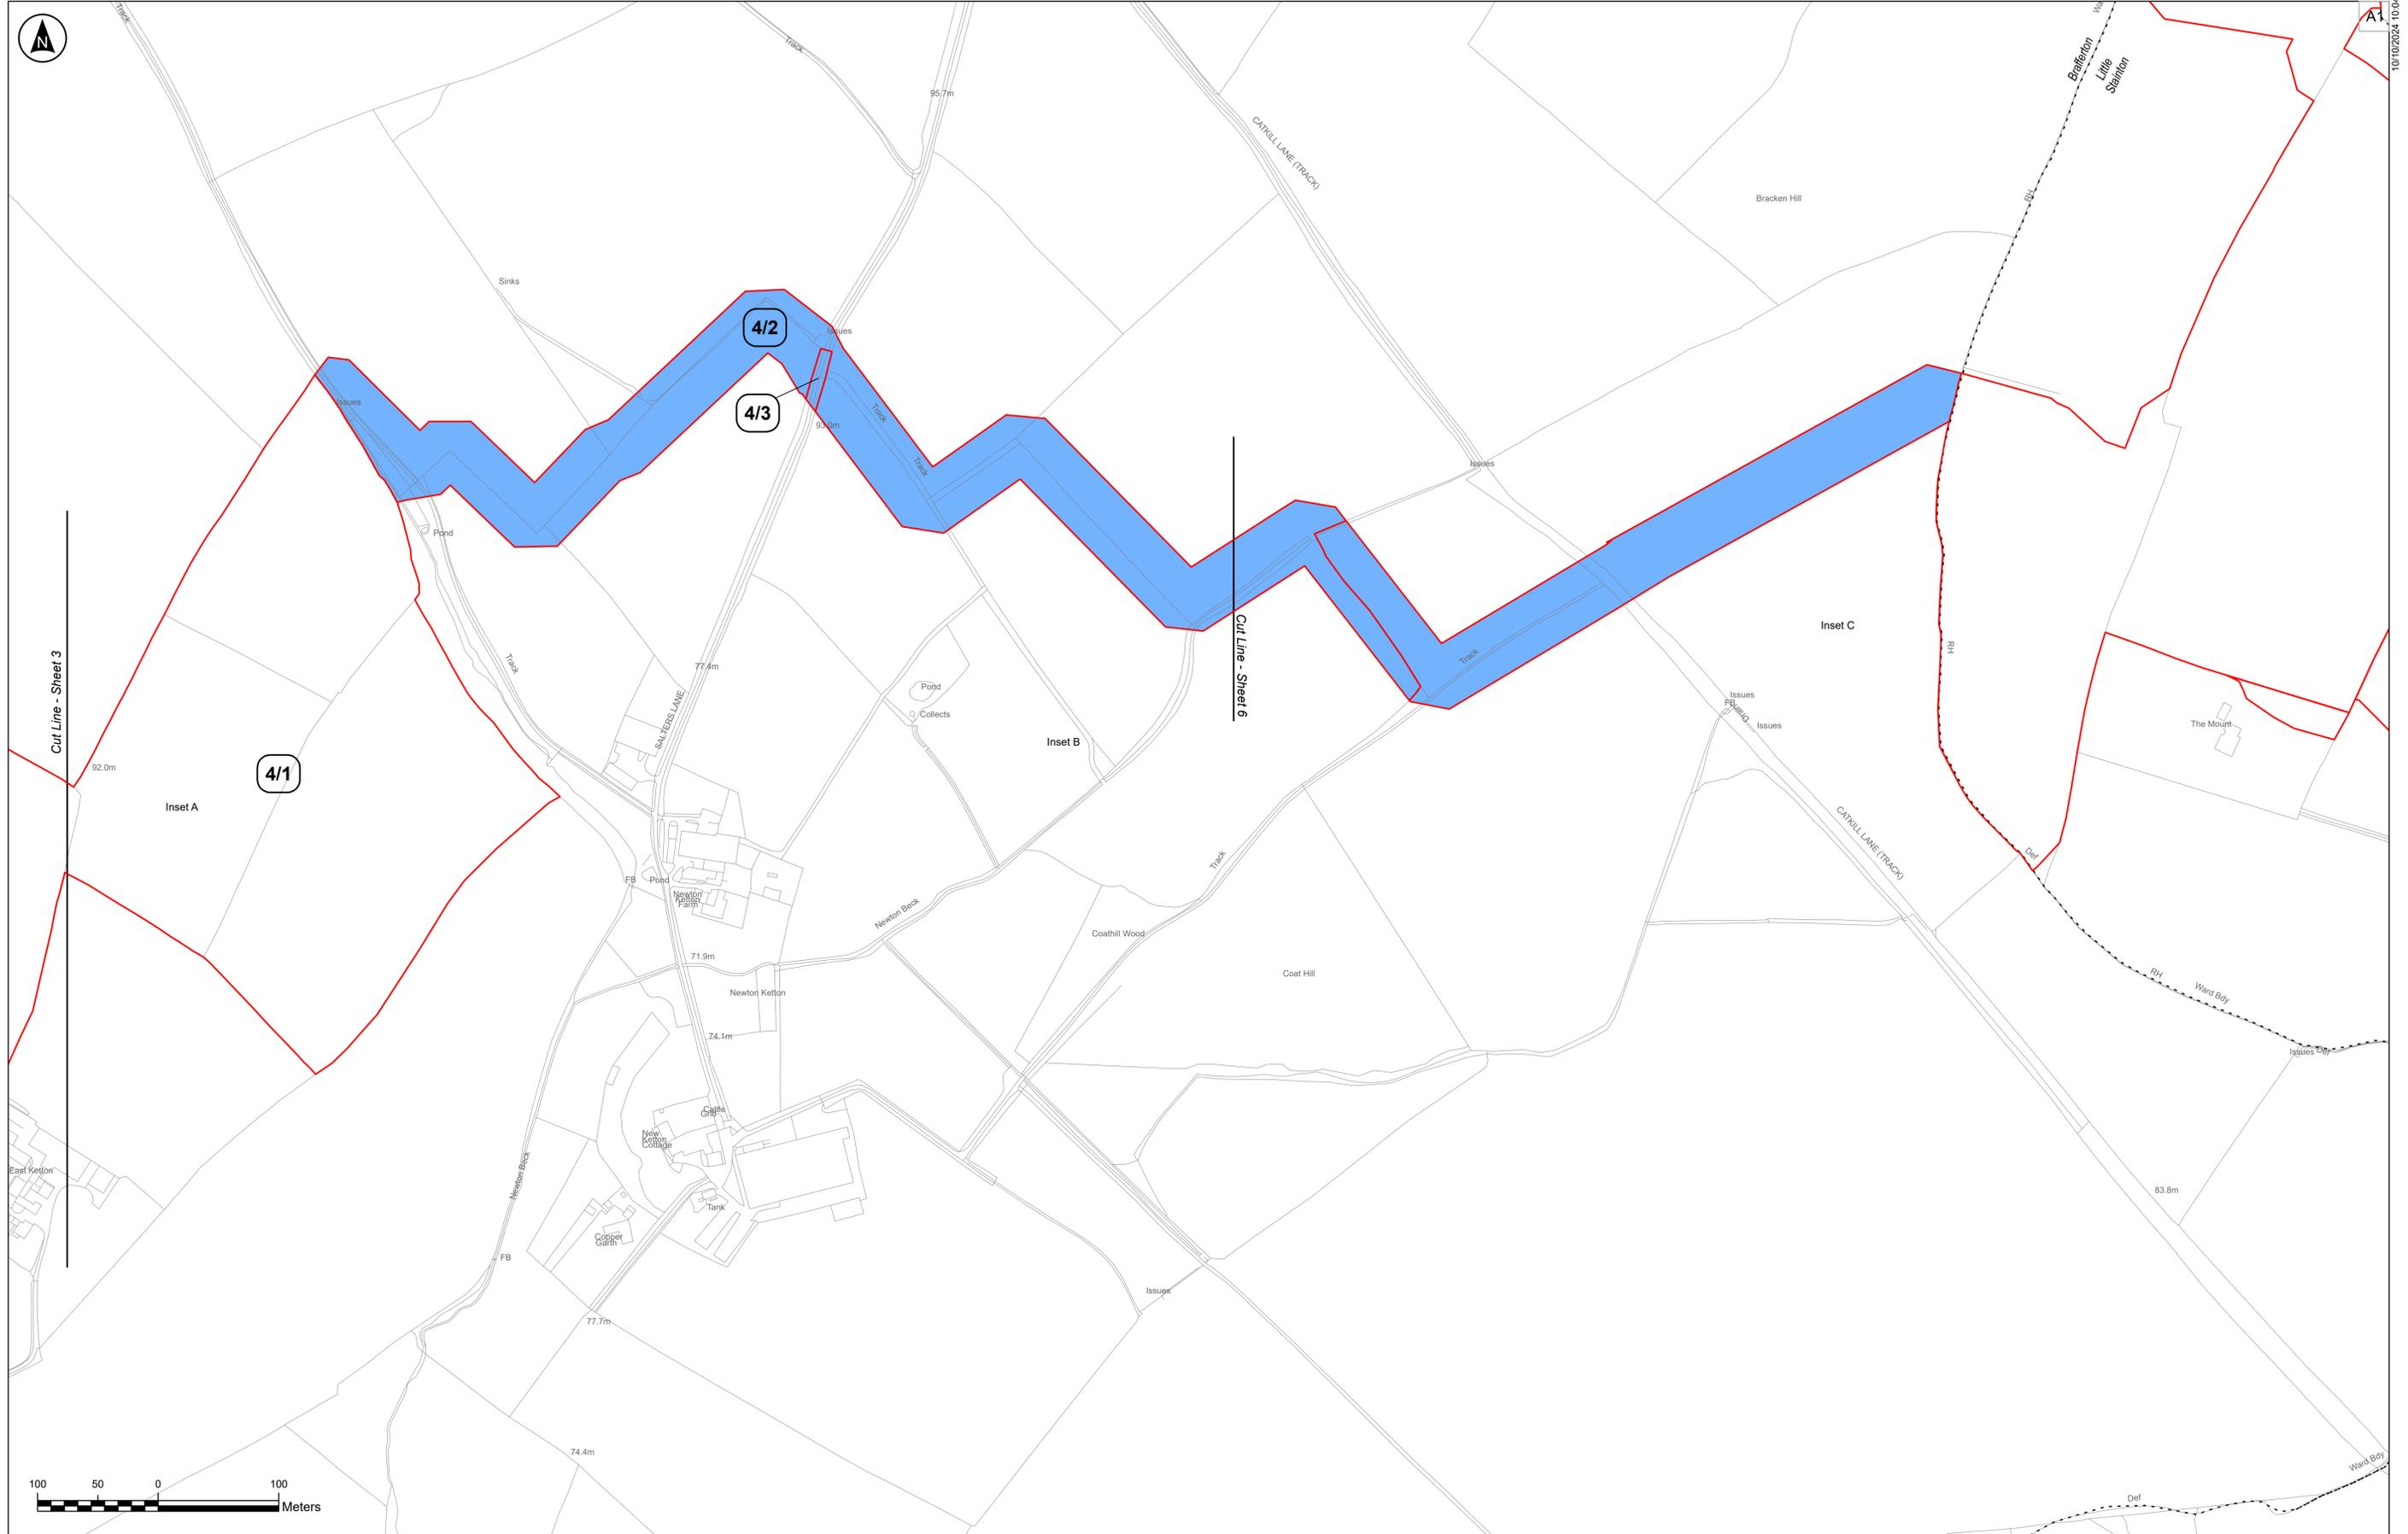 Track
Wa
A1
10/10/2024 10:04
N
Track
Brafferton
Little
Stainton
95.7m
CATKILL LANE (TRACK)
Bracken Hill
RH
Sinks
4/2
Issues
Issues
4/3
93.0m
Track
Track
Issues
Pond
Cut Line - Sheet 3
Cut Line - Sheet 6
Inset C
RH
Track
Track
77.4m
Pond
Collects
SALTERS LANE
Inset B
Issues
FB
Drain
Issues
The Mount
92.0m
4/1
Inset A
CATKILL LANE (TRACK)
Def
Track
FB
Pond
Newton
Ketton
Farm
Newton Beck
Coathill Wood
71.9m
Coat Hill
RH
Ward Bdy
Newton Ketton
74.1m
Issues
Def
Cattle
Grid
New
Ketton
Cottage
East Ketton
Newton Beck
Tank
83.8m
Copper
Garth
FB
Issues
77.7m
74.4m
Ward Bdy
Def
100 50 0 100
Meters